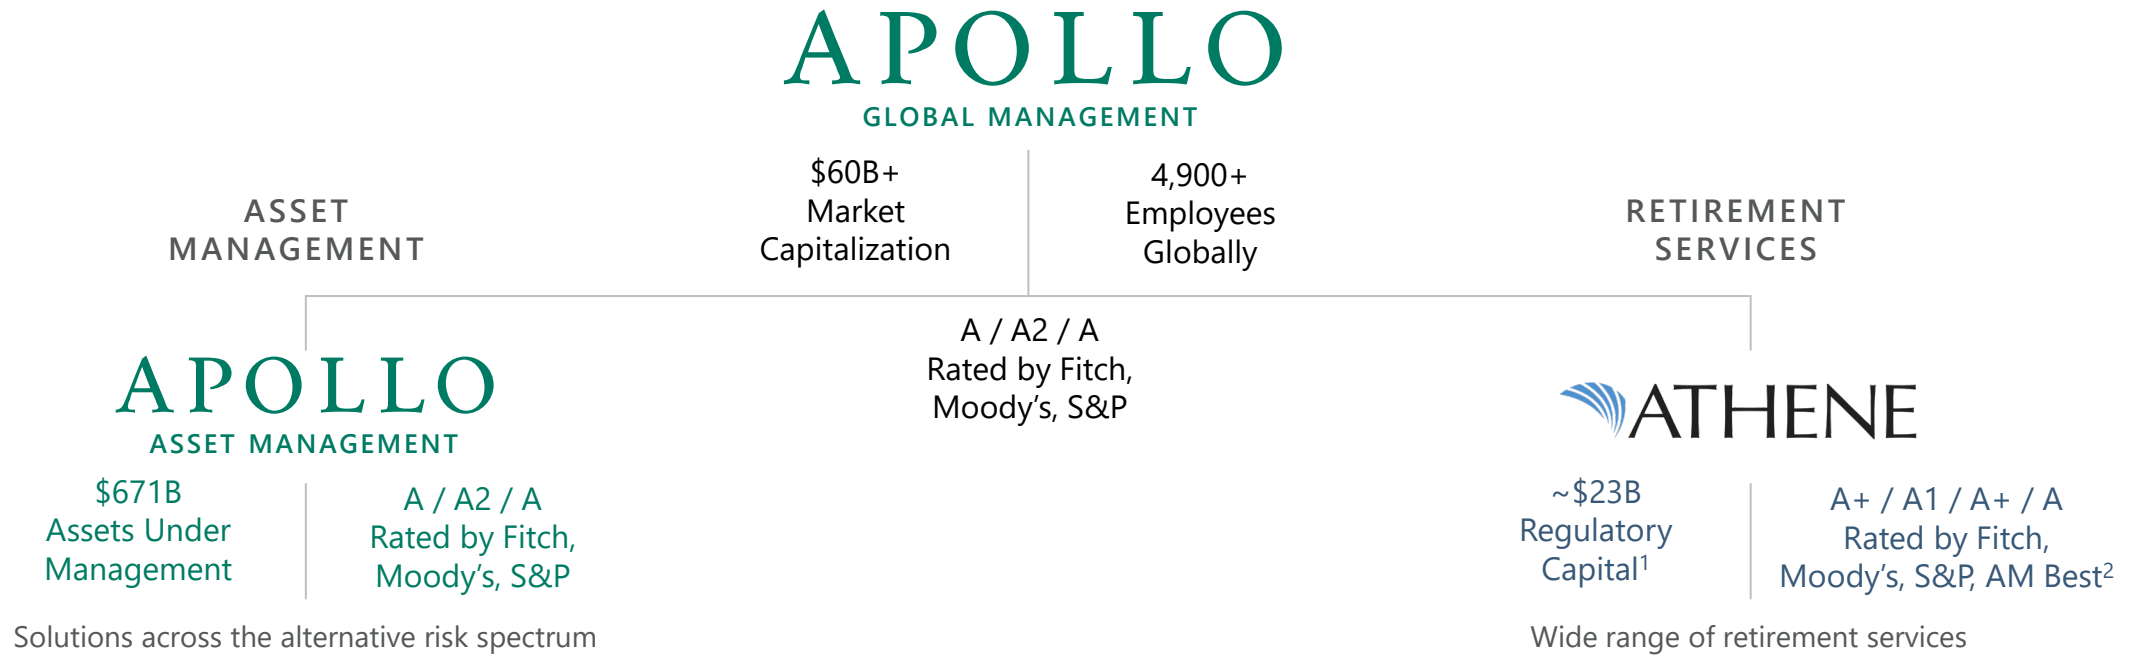 APOLLO
GLOBAL MANAGEMENT
$60B+
Market
Capitalization
4,900+
Employees
Globally
ASSET
MANAGEMENT
RETIREMENT
SERVICES
A / A2 / A
Rated by Fitch,
Moody’s, S&P
APOLLO
ASSET MANAGEMENT
$671B
Assets Under
Management
A / A2 / A
Rated by Fitch,
Moody’s, S&P
Solutions across the alternative risk spectrum
ATHENE
~$23B
Regulatory
Capital¹
A+ / A1 / A+ / A
Rated by Fitch,
Moody’s, S&P, AM Best²
Wide range of retirement services